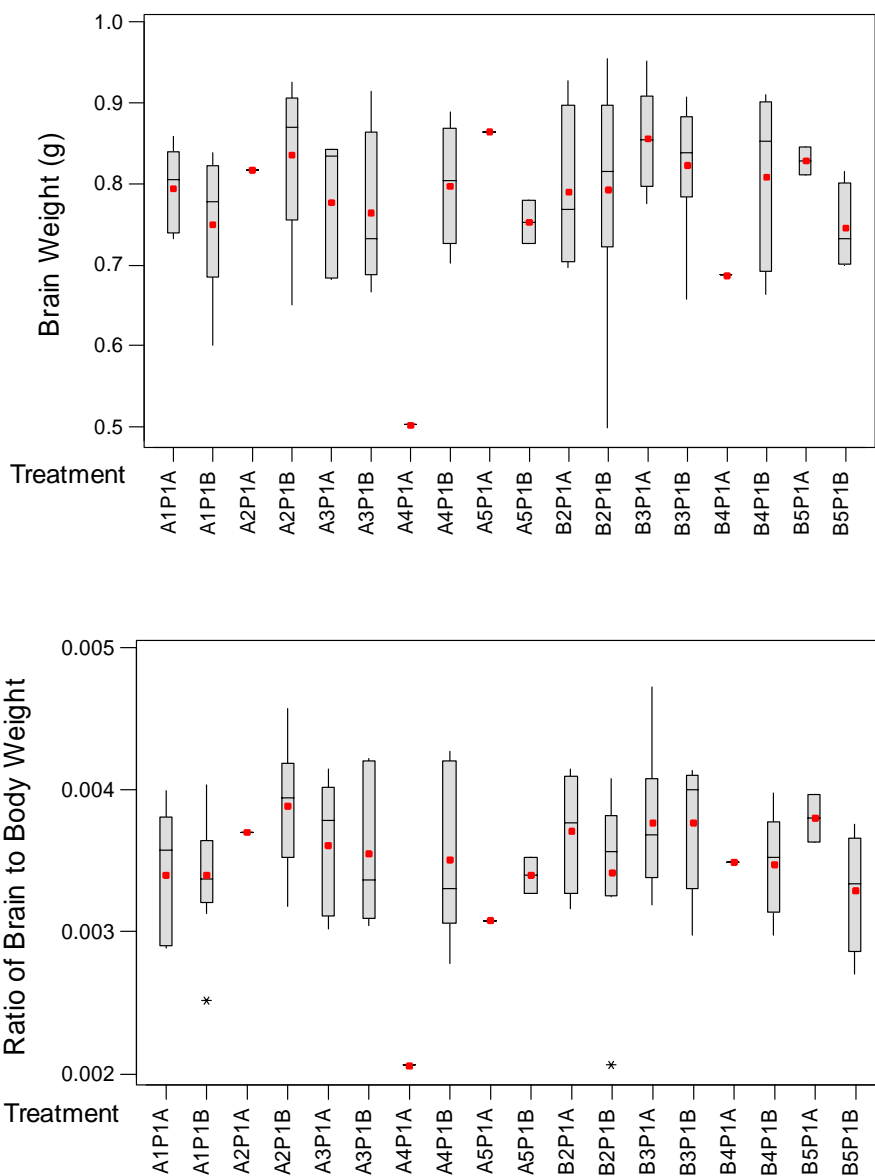 1.0
0.9
0.8
0.7
0.6
0.5
Brain Weight (g)
Treatment
A1P1A
A1P1B
A2P1A
A2P1B
A3P1A
A3P1B
A4P1A
A4P1B
A5P1A
A5P1B
B2P1A
B2P1B
B3P1A
B3P1B
B4P1A
B4P1B
B5P1A
B5P1B
0.005
0.004
0.003
0.002
Ratio of Brain to Body Weight
Treatment
A1P1A
A1P1B
A2P1A
A2P1B
A3P1A
A3P1B
A4P1A
A4P1B
A5P1A
A5P1B
B2P1A
B2P1B
B3P1A
B3P1B
B4P1A
B4P1B
B5P1A
B5P1B